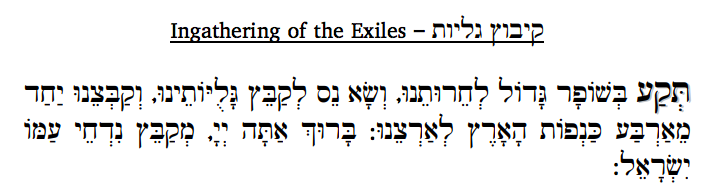 Ingathering of the Exiles – קיבוץ גליות
תְּקַע בְּשׁוֹפָר גָּדוֹל לְחֵרוּתֵנוּ, וְשָׂא נֵס לְקַבֵּץ גָּלֻיּוֹתֵינוּ, וְקַבְּצֵנוּ יַחַד
מֵאַרְבַּע כַּנְפוֹת הָאָרֶץ לְאַרְצֵנוּ: בָּרוּךְ אַתָּה יְיָ, מְקַבֵּץ נִדְחֵי עַמּוֹ
יִשְׂרָאֵל: